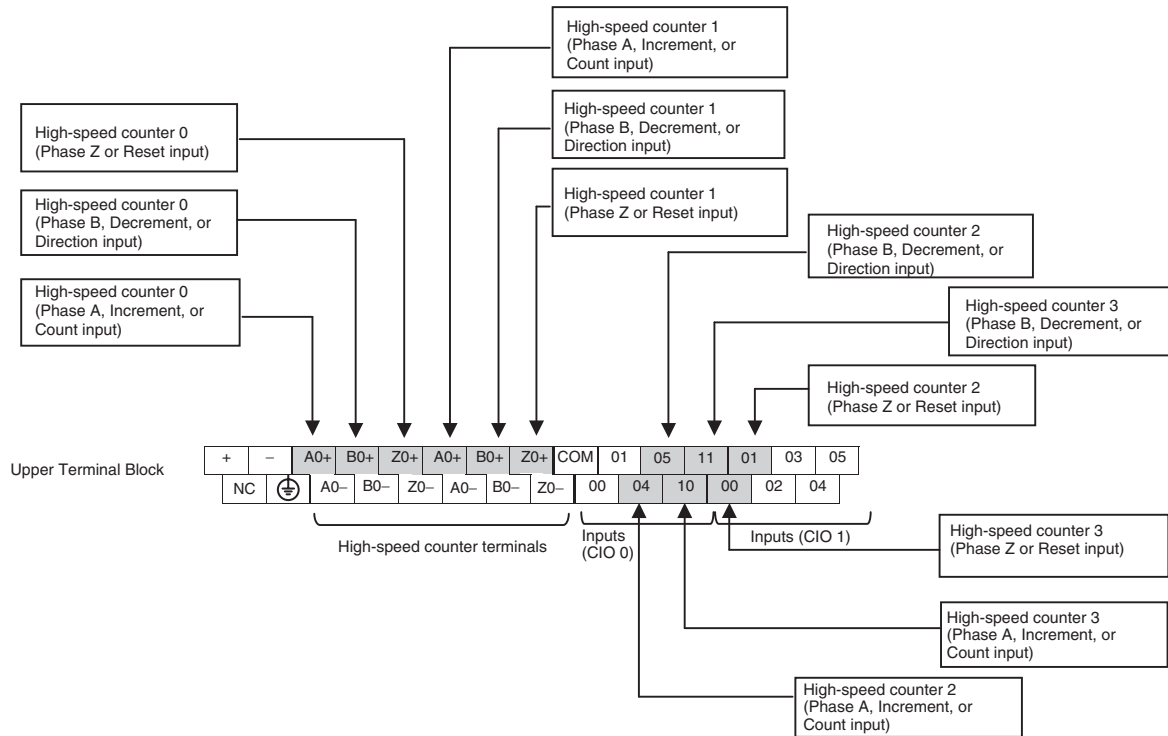 High-speed counter 1
(Phase A, Increment, or
Count input)
High-speed counter 0
(Phase Z or Reset input)
High-speed counter 1
(Phase B, Decrement, or
Direction input)
High-speed counter 0
(Phase B, Decrement, or
Direction input)
High-speed counter 1
(Phase Z or Reset input)
High-speed counter 2
(Phase B, Decrement, or
Direction input)
High-speed counter 0
(Phase A, Increment, or
Count input)
High-speed counter 3
(Phase B, Decrement, or
Direction input)
High-speed counter 2
(Phase Z or Reset input)
Upper Terminal Block
+ − A0+ B0+ Z0+ A0+ B0+ Z0+ COM 01 05 11 01 03 05
NC A0− B0− Z0− A0− B0− Z0− 00 04 10 00 02 04
High-speed counter terminals
Inputs
(CIO 0)
Inputs (CIO 1)
High-speed counter 3
(Phase Z or Reset input)
High-speed counter 3
(Phase A, Increment, or
Count input)
High-speed counter 2
(Phase A, Increment, or
Count input)